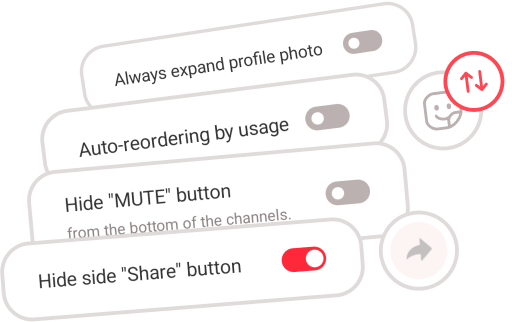 Always expand profile photo
Auto-reordering by usage
Hide "MUTE" button
from the bottom of the channels.
Hide side "Share" button